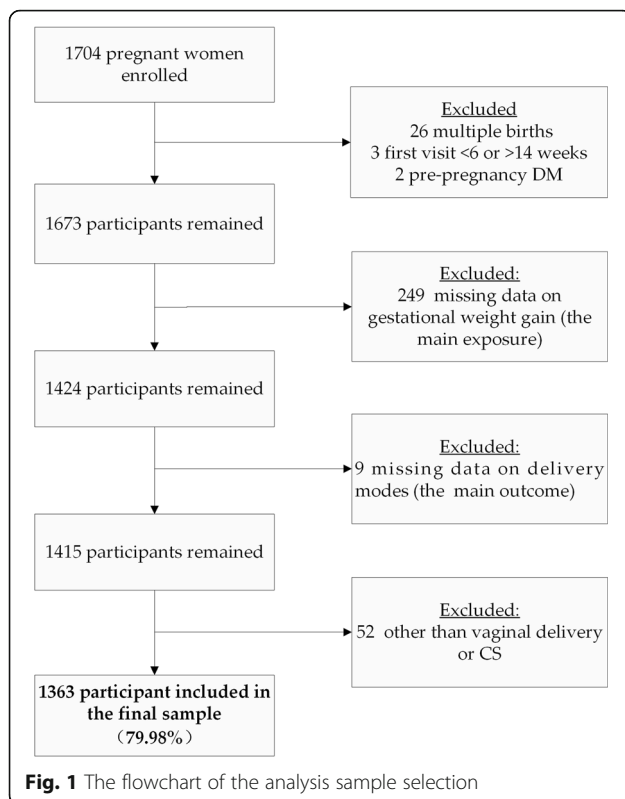 1704 pregnant women
enrolled
Excluded
26 multiple births
3 first visit <6 or >14 weeks
2 pre-pregnancy DM
1673 participants remained
Excluded:
249 missing data on
gestational weight gain (the
main exposure)
1424 participants remained
Excluded:
9 missing data on delivery
modes (the main outcome)
1415 participants remained
Excluded:
52 other than vaginal delivery
or CS
1363 participant included in
the final sample
（79.98%）
Fig. 1 The flowchart of the analysis sample selection